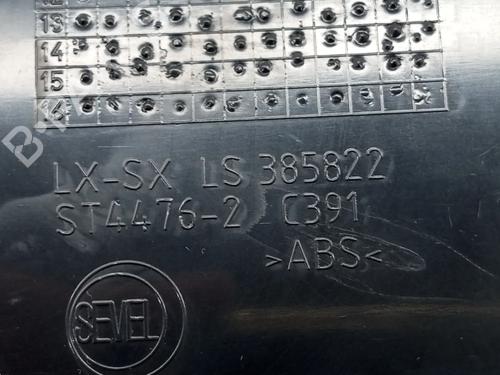 13
14
15
16
LX-SX LS 385822
ST4476-2 C391
>ABS<
SEVEL